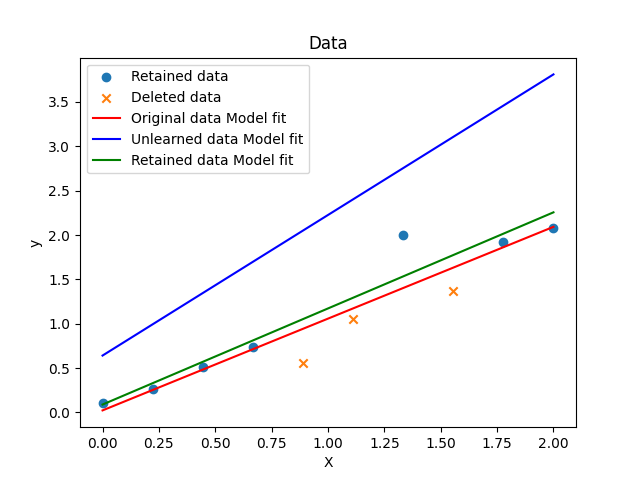 Data
Retained data
Deleted data
Original data Model fit
Unlearned data Model fit
Retained data Model fit
y
3.5
3.0
2.5
2.0
1.5
1.0
0.5
0.0
0.00 0.25 0.50 0.75 1.00 1.25 1.50 1.75 2.00
X